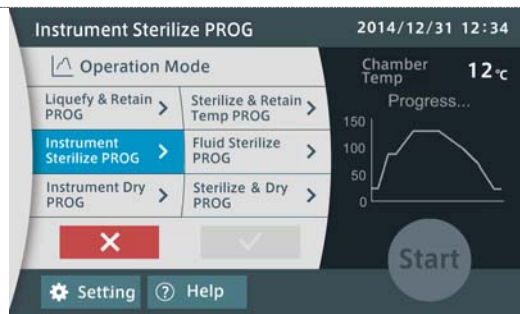 Instrument Sterilize PROG
2014/12/31 12:34
Operation Mode
Liquefy & Retain
PROG
Sterilize & Retain
Temp PROG
Instrument
Sterilize PROG
Fluid Sterilize
PROG
Instrument Dry
PROG
Sterilize & Dry
PROG
Setting
? Help
Chamber
Temp
12℃
Progress...
150
100
50
0
Start